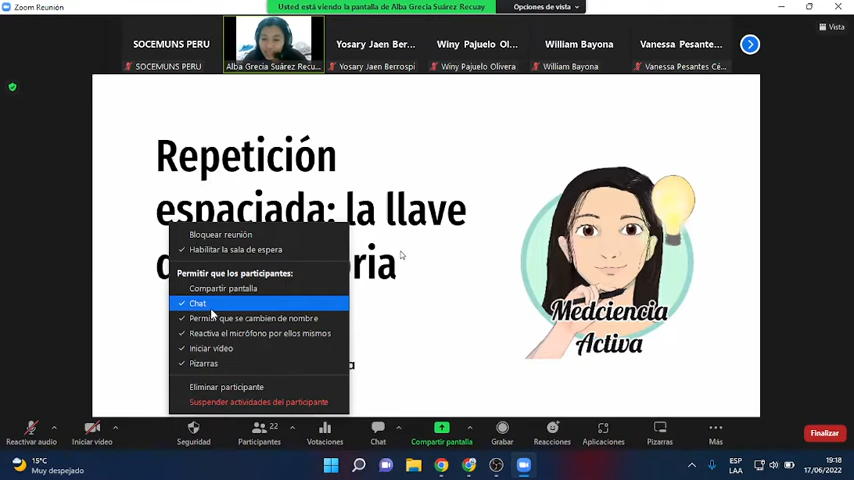 Zoom Reunión
Usted está viendo la pantalla de Alba Grecia Suárez Recuay
Opciones de vista
Vista
SOCEMUNS PERU
Yosary Jaen Ber...
Winy Pajuelo Ol...
William Bayona
Vanessa Pesante...
SOCEMUNS PERU
Alba Grecia Suárez Recu...
Yosary Jaen Berrospi
Winy Pajuelo Olivera
William Bayona
Vanessa Pesantes Cé...
Repetición
espaciada: la llave
Medciencia
Activa
Bloquear reunión
Habilitar la sala de espera
Permitir que los participantes:
Compartir pantalla
Chat
Permitir que se cambien de nombre
Reactiva el micrófono por ellos mismos
Iniciar vídeo
Pizarras
Eliminar participante
Suspender actividades del participante
Reactivar audio
Iniciar video
Seguridad
22
Participantes
Votaciones
Chat
Compartir pantalla
Grabar
Reacciones
Aplicaciones
Pizarras
Más
Finalizar
15°C
Muy despejado
ESP
LAA
19:18
17/06/2022